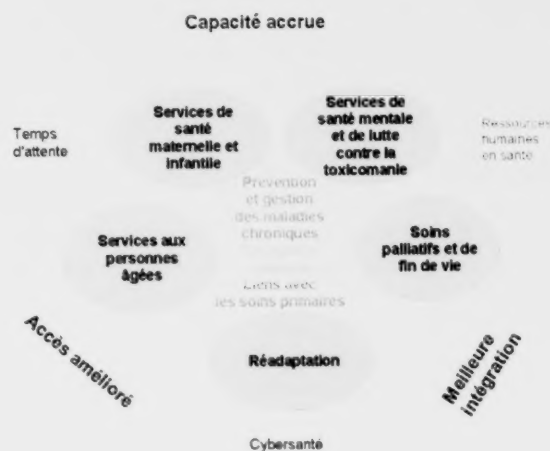 Capacité accrue
Services de
santé
maternelle et
infantile
Services de
santé mentale
et de lutte
contre la
toxicomanie
Temps
d'attente
Ressources
humaines
en santé
Prévention
et gestion
des maladies
chroniques
Services aux
personnes
âgées
Soins
palliatifs et de
fin de vie
Liens avec
les soins primaires
Accès amélioré
Réadaptation
Meilleure
intégration
Cybersanté